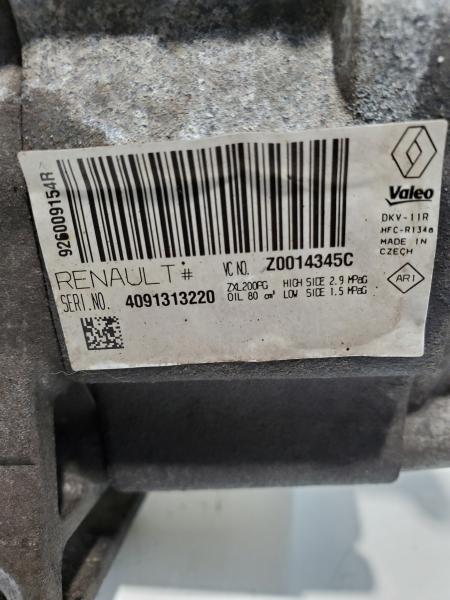 926009154R
Valeo
DKV-11R
HFC-R134a
MADE IN
CZECH
ARI
RENAULT #
VC NO. Z0014345C
SERI.NO. 4091313220
ZXL200PG HIGH SIDE 2.9 MPaG
OIL 80 cm³ LOW SIDE 1.5 MPaG